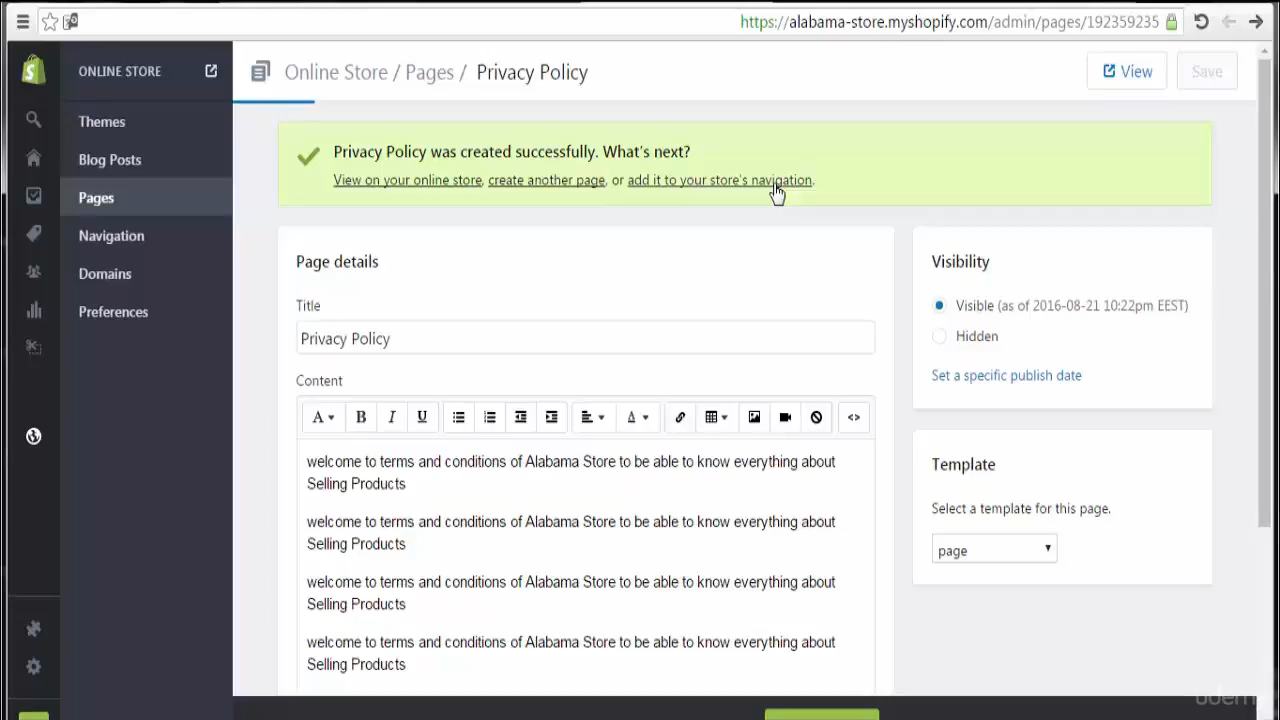 https://alabama-store.myshopify.com/admin/pages/192359235
ONLINE STORE
Themes
Blog Posts
Pages
Navigation
Domains
Preferences
Online Store / Pages / Privacy Policy
View
Save
Privacy Policy was created successfully. What's next?
View on your online store, create another page, or add it to your store's navigation.
Page details
Title
Privacy Policy
Content
A B I U A <>
welcome to terms and conditions of Alabama Store to be able to know everything about
Selling Products
welcome to terms and conditions of Alabama Store to be able to know everything about
Selling Products
welcome to terms and conditions of Alabama Store to be able to know everything about
Selling Products
welcome to terms and conditions of Alabama Store to be able to know everything about
Selling Products
Visibility
Visible (as of 2016-08-21 10:22pm EEST)
Hidden
Set a specific publish date
Template
Select a template for this page.
page
udemy